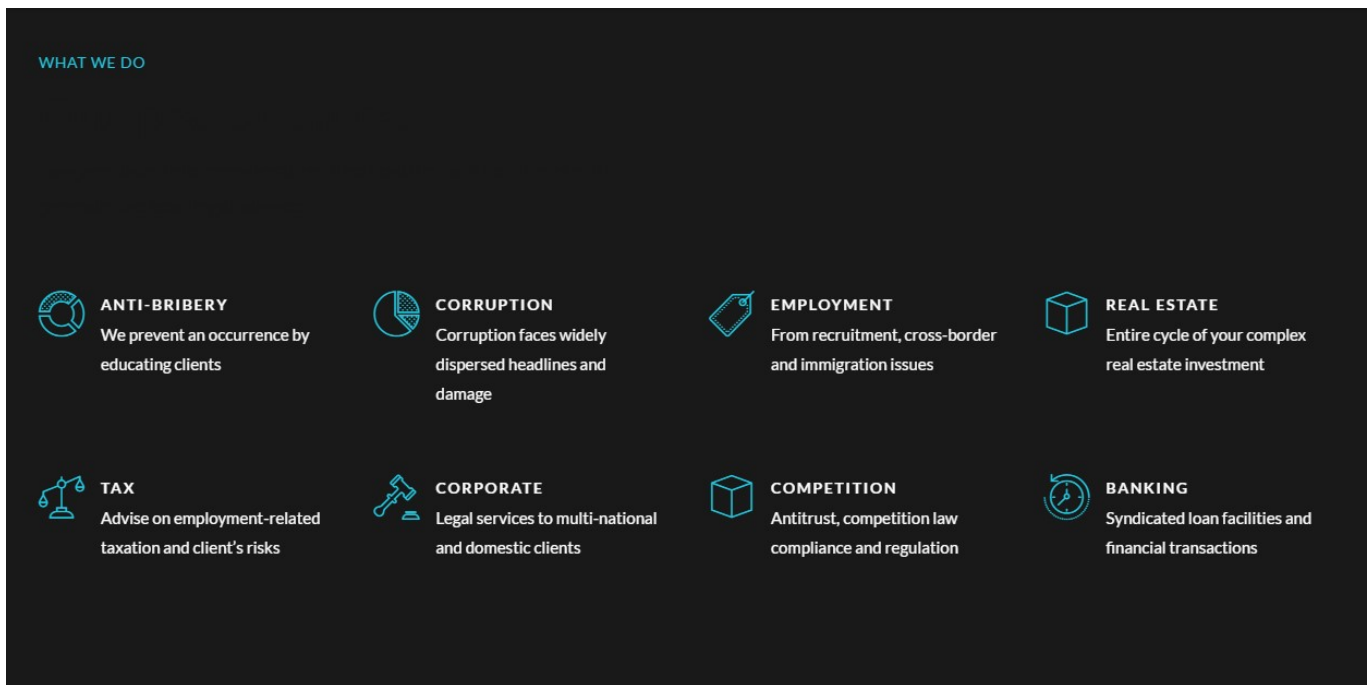 WHAT WE DO
ANTI-BRIBERY
We prevent an occurrence by
educating clients
CORRUPTION
Corruption faces widely
dispersed headlines and
damage
EMPLOYMENT
From recruitment, cross-border
and immigration issues
REAL ESTATE
Entire cycle of your complex
real estate investment
TAX
Advise on employment-related
taxation and client’s risks
CORPORATE
Legal services to multi-national
and domestic clients
COMPETITION
Antitrust, competition law
compliance and regulation
BANKING
Syndicated loan facilities and
financial transactions